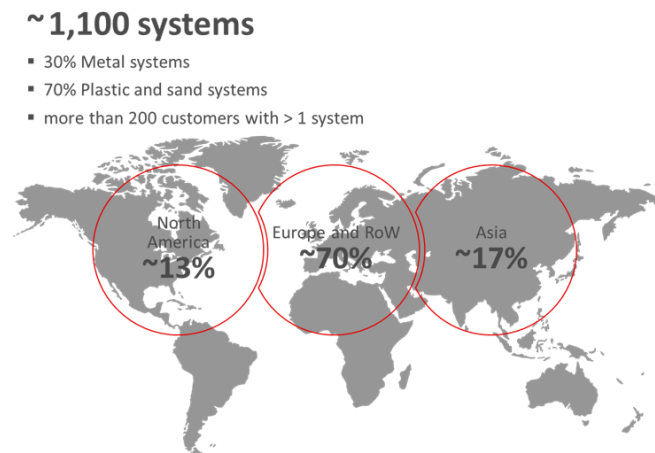 ~1,100 systems
▪ 30% Metal systems
▪ 70% Plastic and sand systems
▪ more than 200 customers with > 1 system
North
America
~13%
Europe and RoW
~70%
Asia
~17%